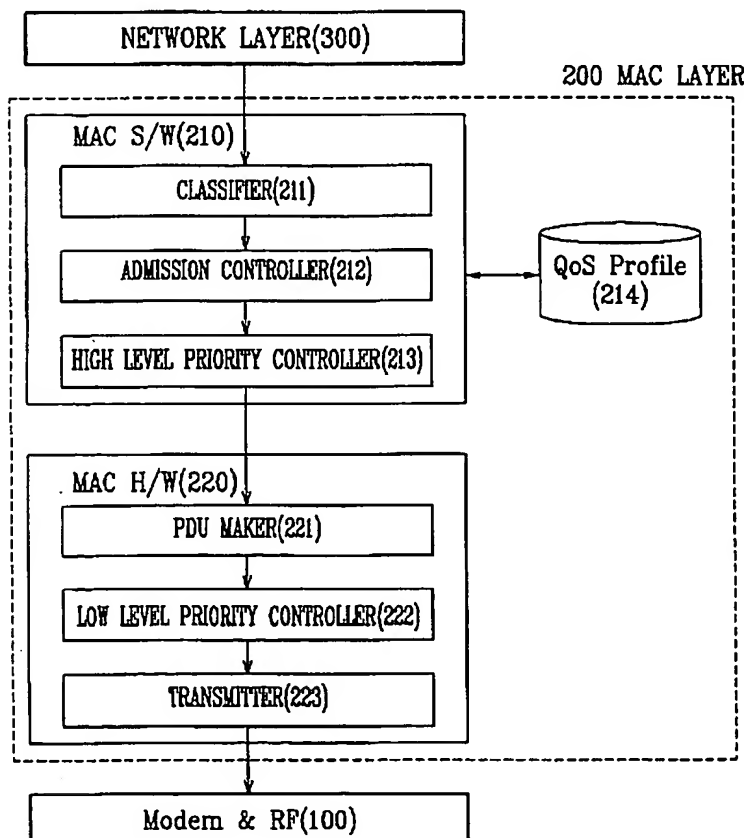 NETWORK LAYER(300)
200 MAC LAYER
MAC S/W(210)
CLASSIFIER(211)
ADMISSION CONTROLLER(212)
HIGH LEVEL PRIORITY CONTROLLER(213)
QoS Profile
(214)
MAC H/W(220)
PDU MAKER(221)
LOW LEVEL PRIORITY CONTROLLER(222)
TRANSMITTER(223)
Modem & RF(100)